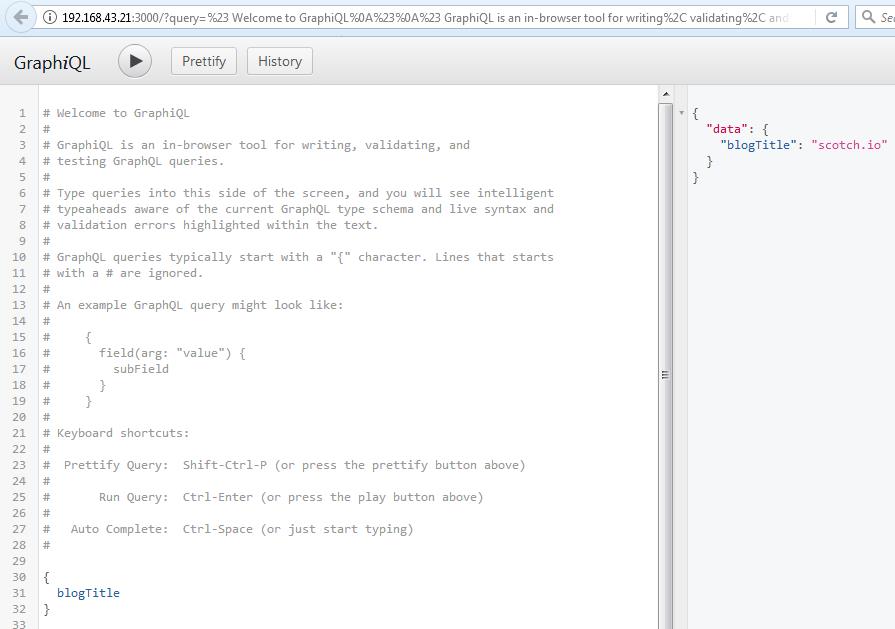 192.168.43.21:3000/?query=%23 Welcome to GraphiQL%0A%23%0A%23 GraphiQL is an in-browser tool for writing%2C validating%2C and
GraphiQL Prettify History
1 # Welcome to GraphiQL
2 #
3 # GraphiQL is an in-browser tool for writing, validating, and
4 # testing GraphQL queries.
5 #
6 # Type queries into this side of the screen, and you will see intelligent
7 # typeaheads aware of the current GraphQL type schema and live syntax and
8 # validation errors highlighted within the text.
9 #
10 # GraphQL queries typically start with a "{" character. Lines that starts
11 # with a # are ignored.
12 #
13 # An example GraphQL query might look like:
14 #
15 #     {
16 #       field(arg: "value") {
17 #         subField
18 #       }
19 #     }
20 #
21 # Keyboard shortcuts:
22 #
23 #  Prettify Query:  Shift-Ctrl-P (or press the prettify button above)
24 #
25 #       Run Query:  Ctrl-Enter (or press the play button above)
26 #
27 #   Auto Complete:  Ctrl-Space (or just start typing)
28 #
29
30 {
31   blogTitle
32 }
33
{
  "data": {
    "blogTitle": "scotch.io"
  }
}